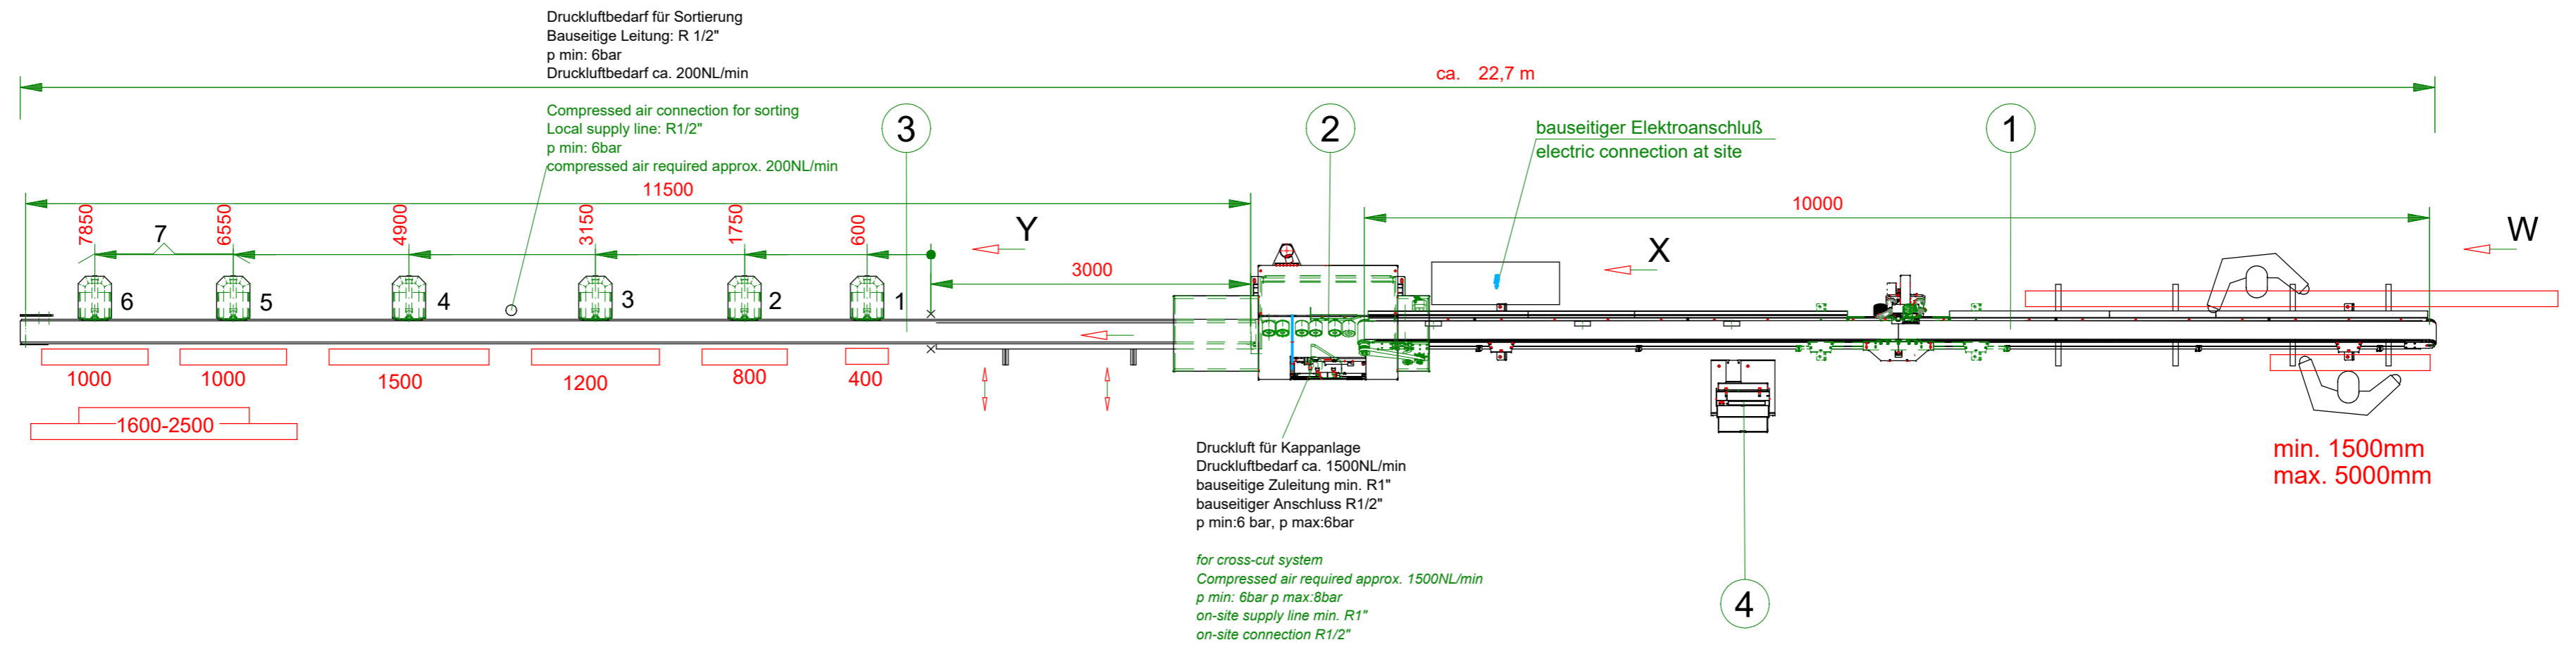 Druckluftbedarf für Sortierung
Bauseitige Leitung: R 1/2"
p min: 6bar
Druckluftbedarf ca. 200NL/min
ca. 22,7 m
Compressed air connection for sorting
Local supply line: R1/2"
p min: 6bar
compressed air required approx. 200NL/min
3
2
bauseitiger Elektroanschluß
electric connection at site
1
11500
10000
7850
7
6550
4900
3150
1750
600
Y
X
W
3000
6
5
4
3
2
1
1000
1000
1500
1200
800
400
1600-2500
min. 1500mm
max. 5000mm
Druckluft für Kappanlage
Druckluftbedarf ca. 1500NL/min
bauseitige Zuleitung min. R1"
bauseitiger Anschluss R1/2"
p min:6 bar, p max:6bar
for cross-cut system
Compressed air required approx. 1500NL/min
p min: 6bar p max:8bar
on-site supply line min. R1"
on-site connection R1/2"
4